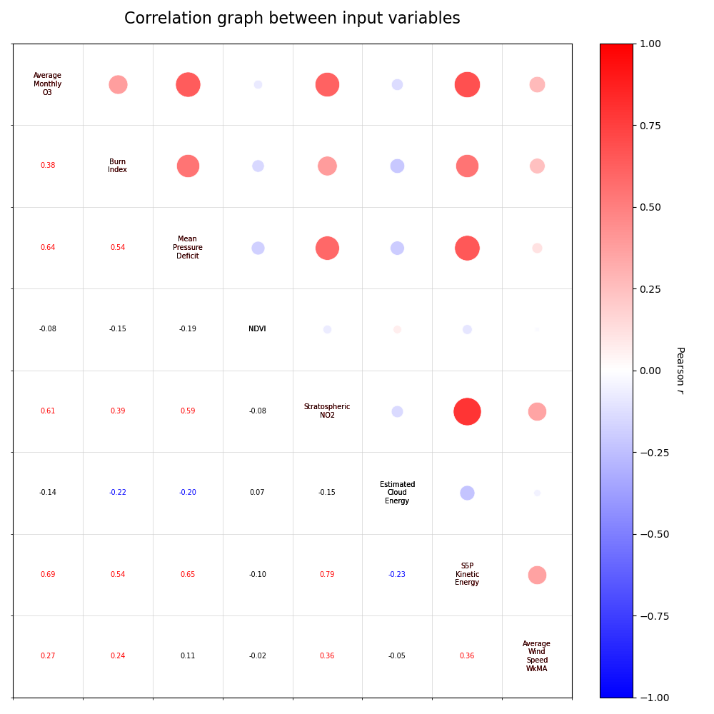 Correlation graph between input variables
Average
Monthly
O3
0.38
Burn
Index
0.64
0.54
Mean
Pressure
Deficit
-0.08
-0.15
-0.19
NDVI
0.61
0.39
0.59
-0.08
Stratospheric
NO2
-0.14
-0.22
-0.20
0.07
-0.15
Estimated
Cloud
Energy
0.69
0.54
0.65
-0.10
0.79
-0.23
S5P
Kinetic
Energy
0.27
0.24
0.11
-0.02
0.36
-0.05
0.36
Average
Wind
Speed
WkMA
1.00
0.75
0.50
0.25
0.00
−0.25
−0.50
−0.75
−1.00
Pearson r